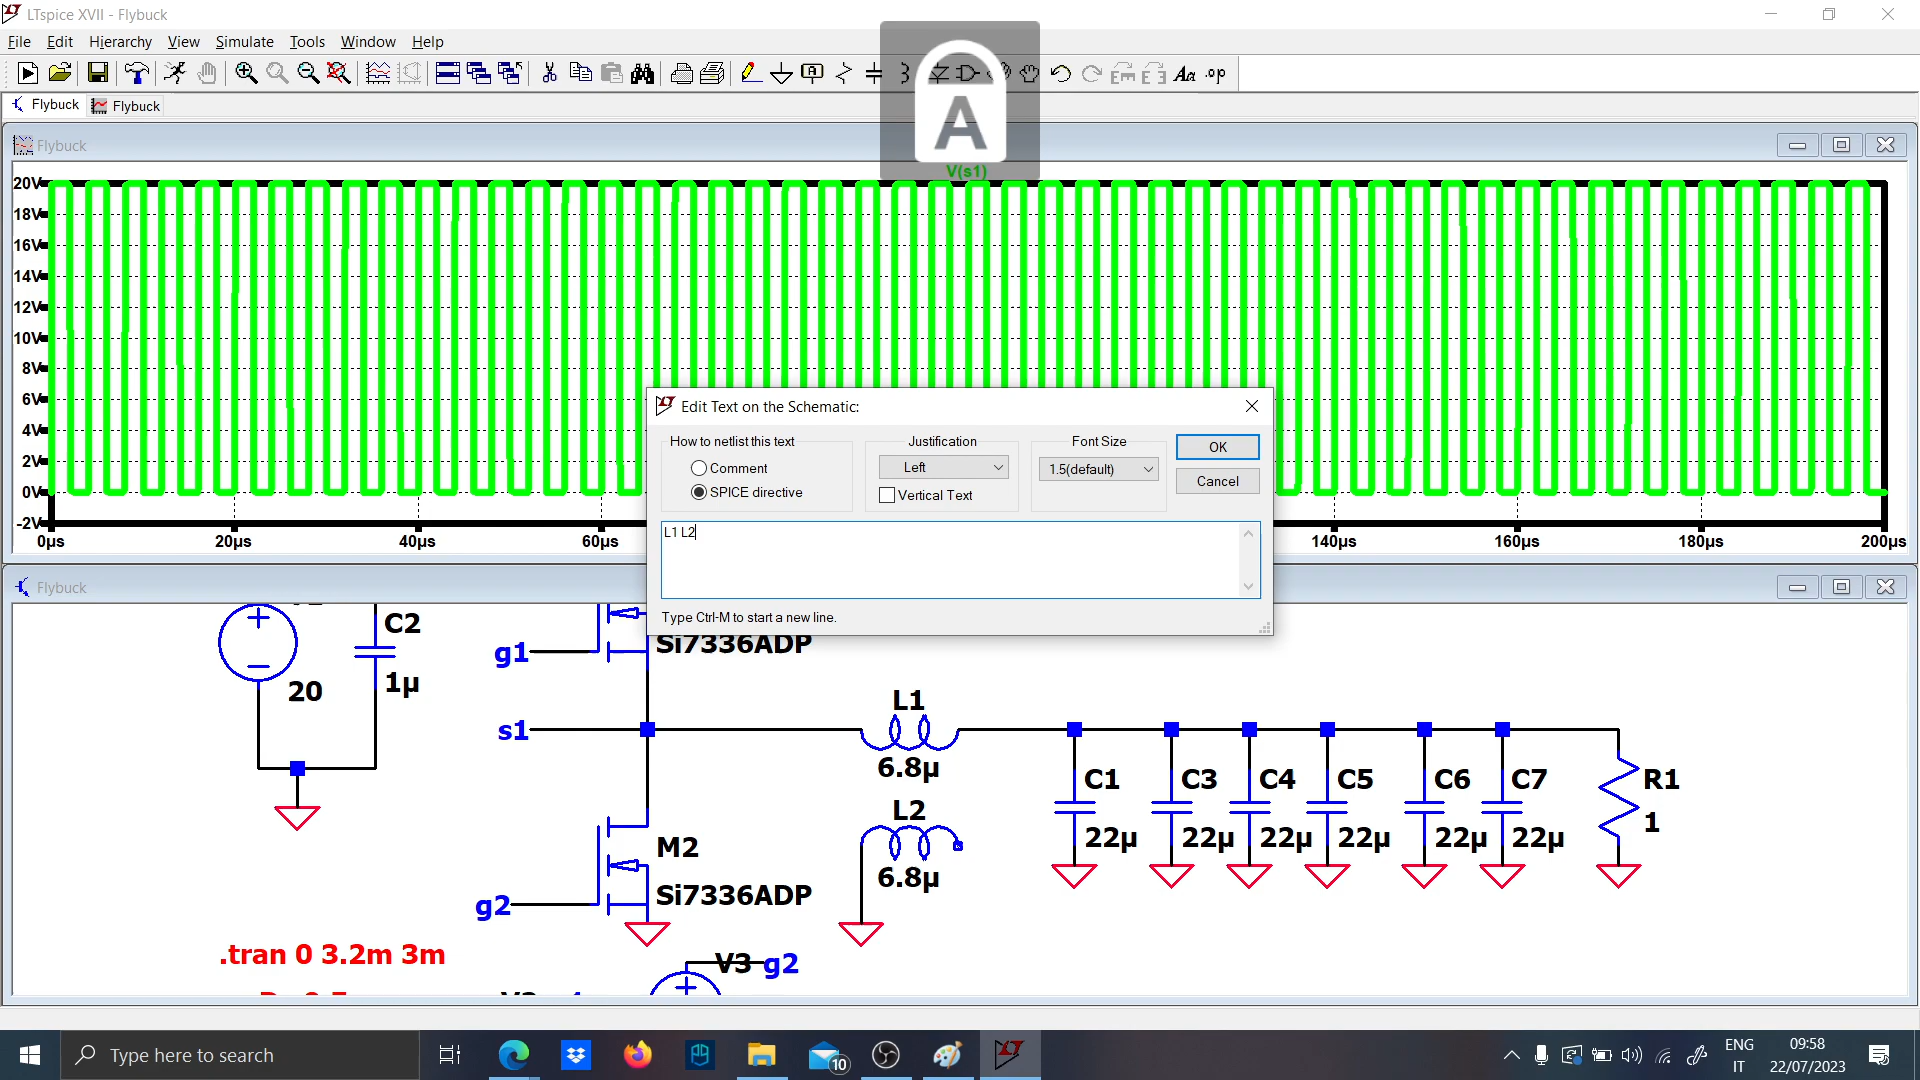 LTspice XVII - Flybuck
File Edit Hierarchy View Simulate Tools Window Help
.op
Flybuck Flybuck
A
Flybuck
V(s1)
20V
18V
16V
14V
12V
10V
8V
6V
4V
2V
0V
-2V
0µs 20µs 40µs 60µs 140µs 160µs 180µs 200µs
Edit Text on the Schematic:
How to netlist this text
Comment
SPICE directive
Justification
Left
Vertical Text
Font Size
1.5(default)
OK
Cancel
L1 L2
Type Ctrl-M to start a new line.
Flybuck
C2
1µ
20
g1
Si7336ADP
s1
L1
6.8µ
L2
6.8µ
C1
22µ
C3
22µ
C4
22µ
C5
22µ
C6
22µ
C7
22µ
R1
1
M2
Si7336ADP
g2
.tran 0 3.2m 3m
V3 g2
Type here to search
10
ENG
IT
09:58
22/07/2023